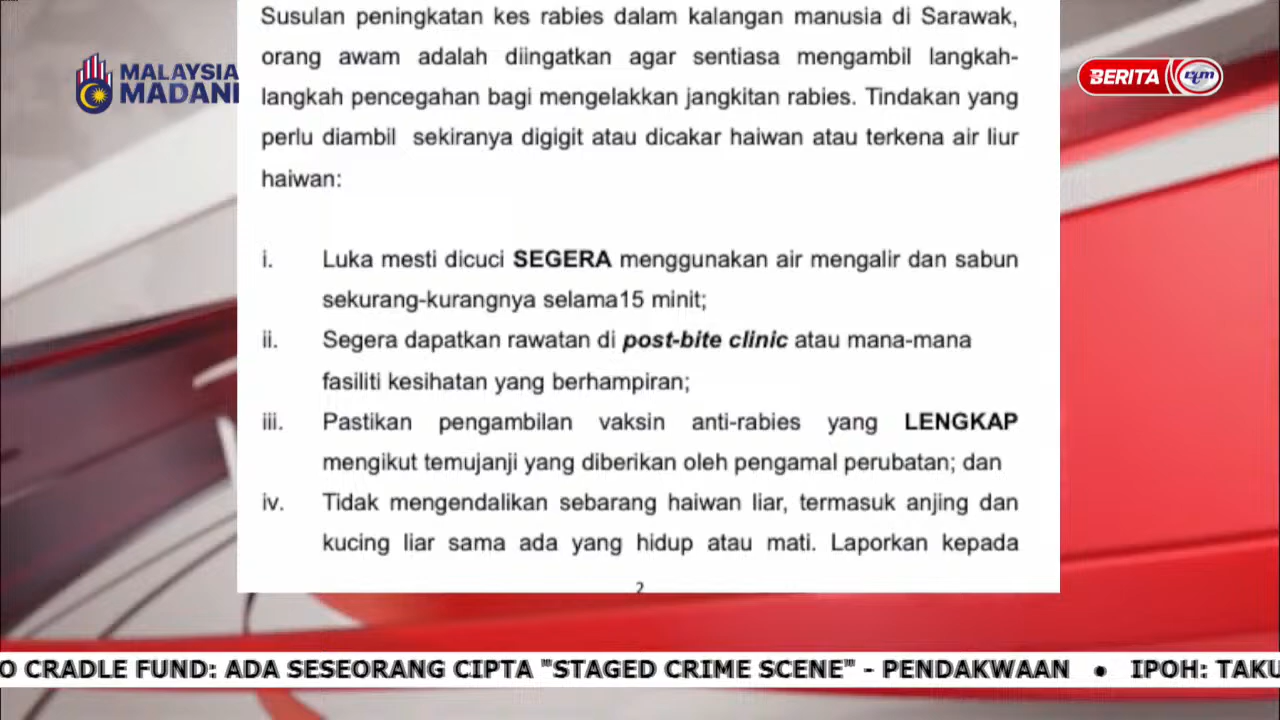 Susulan peningkatan kes rabies dalam kalangan manusia di Sarawak,
orang awam adalah diingatkan agar sentiasa mengambil langkah-
langkah pencegahan bagi mengelakkan jangkitan rabies. Tindakan yang
perlu diambil sekiranya digigit atau dicakar haiwan atau terkena air liur
haiwan:
MALAYSIA
MADANI
BERITA rtm
i. Luka mesti dicuci SEGERA menggunakan air mengalir dan sabun
sekurang-kurangnya selama15 minit;
ii. Segera dapatkan rawatan di post-bite clinic atau mana-mana
fasiliti kesihatan yang berhampiran;
iii. Pastikan pengambilan vaksin anti-rabies yang LENGKAP
mengikut temujanji yang diberikan oleh pengamal perubatan; dan
iv. Tidak mengendalikan sebarang haiwan liar, termasuk anjing dan
kucing liar sama ada yang hidup atau mati. Laporkan kepada
2
O CRADLE FUND: ADA SESEORANG CIPTA "STAGED CRIME SCENE" - PENDAKWAAN • IPOH: TAKU